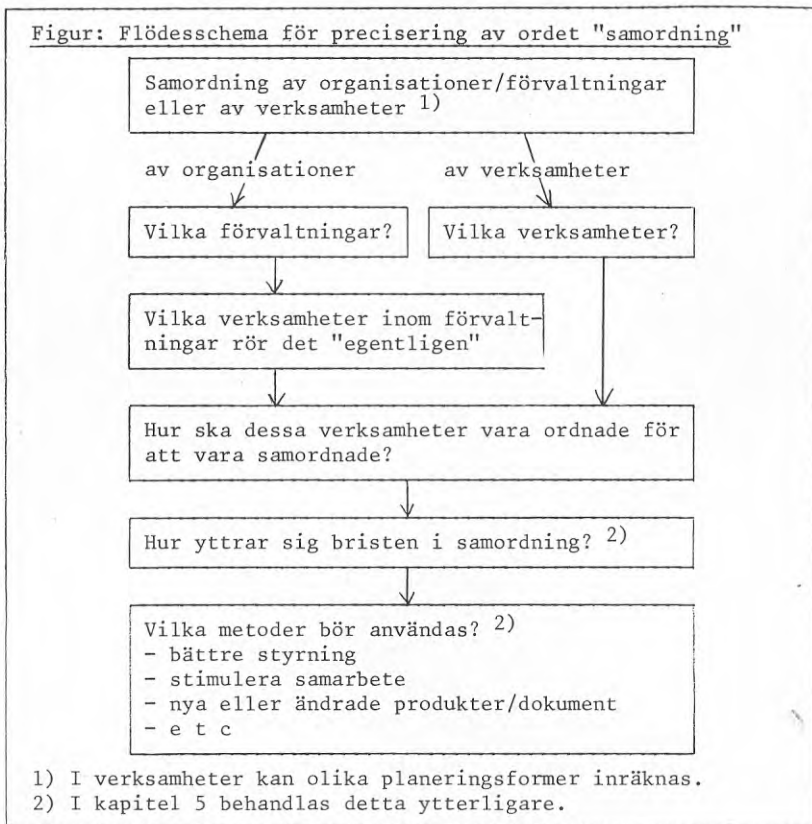 Figur: Flödesschema för precisering av ordet "samordning"
Samordning av organisationer/förvaltningar
eller av verksamheter 1)
av organisationer
av verksamheter
Vilka förvaltningar?
Vilka verksamheter?
Vilka verksamheter inom förvalt-
ningar rör det "egentligen"
Hur ska dessa verksamheter vara ordnade för
att vara samordnade?
Hur yttrar sig bristen i samordning? 2)
Vilka metoder bör användas? 2)
- bättre styrning
- stimulera samarbete
- nya eller ändrade produkter/dokument
- e t c
1) I verksamheter kan olika planeringsformer inräknas.
2) I kapitel 5 behandlas detta ytterligare.